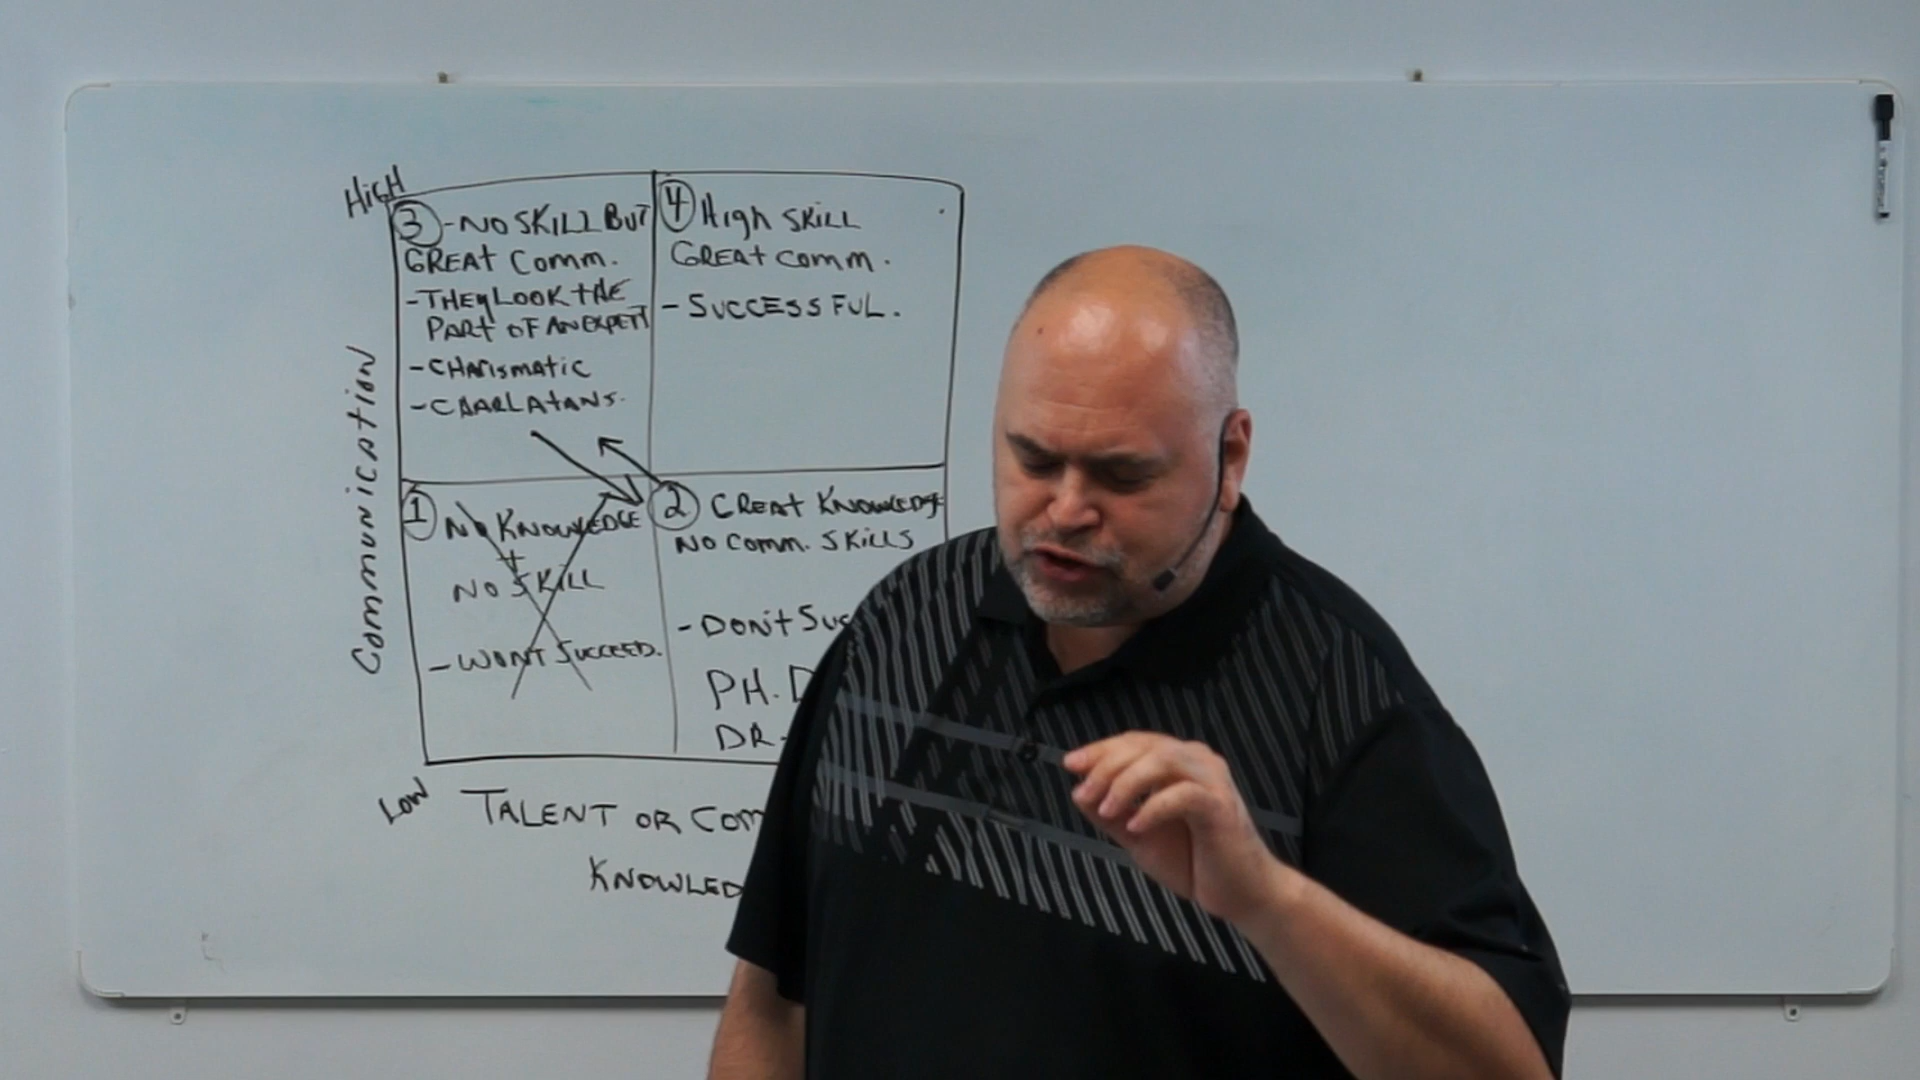 HIGH
3 - NO SKILL BUT
GREAT COMM.
- THEY LOOK THE
PART OF AN EXPERT
- CHARISMATIC
- CHARLATANS.
4 HIGH SKILL
GREAT COMM.
- SUCCESSFUL.
Communication
1 NO KNOWLEDGE
+
NO SKILL
- WONT SUCCEED.
2 GREAT KNOWLEDGE
NO COMM. SKILLS
- DON'T SUC
PH.D
DR.
LOW
TALENT OR COM
KNOWLED